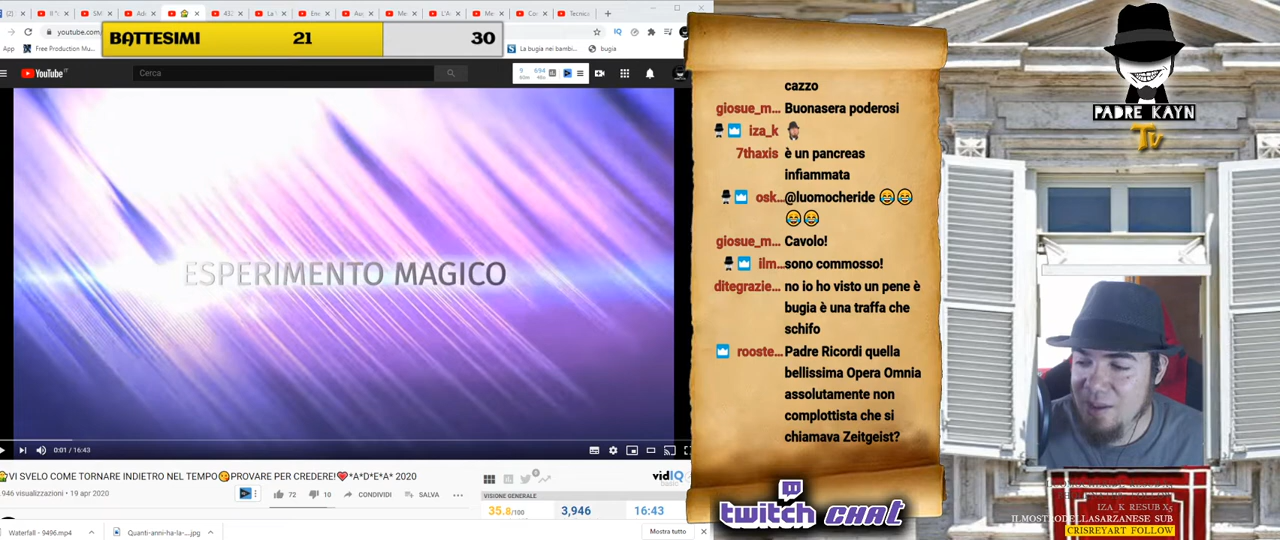 BATTESIMI 21 30
youtube.com
App
Free Production Mu...
La bugia nei bambi...
bugia
YouTube
Cerca
ESPERIMENTO MAGICO
0:01 / 16:43
VI SVELO COME TORNARE INDIETRO NEL TEMPO😘PROVARE PER CREDERE!❤*A*D*E*A* 2020
946 visualizzazioni • 19 apr 2020
72
10
CONDIVIDI
SALVA
vidIQ
VISIONE GENERALE
35.8/100
3,946
16:43
Waterfall - 9496.mp4
Quanti-anni-ha-la-....jpg
Mostra tutto
cazzo
giosue_m... Buonasera poderosi
iza_k
7thaxis è un pancreas
infiammata
osk... @luomocheride 😂😂
😂😂
giosue_m... Cavolo!
ilm... sono commosso!
ditegrazie... no io ho visto un pene è
bugia è una traffa che
schifo
rooste... Padre Ricordi quella
bellissima Opera Omnia
assolutamente non
complottista che si
chiamava Zeitgeist?
twitch CHAT
PADRE KAYN
Tv
IZA_K RESUB X5
ILMOSTRODELLASARZANESE SUB
CRISREYART FOLLOW